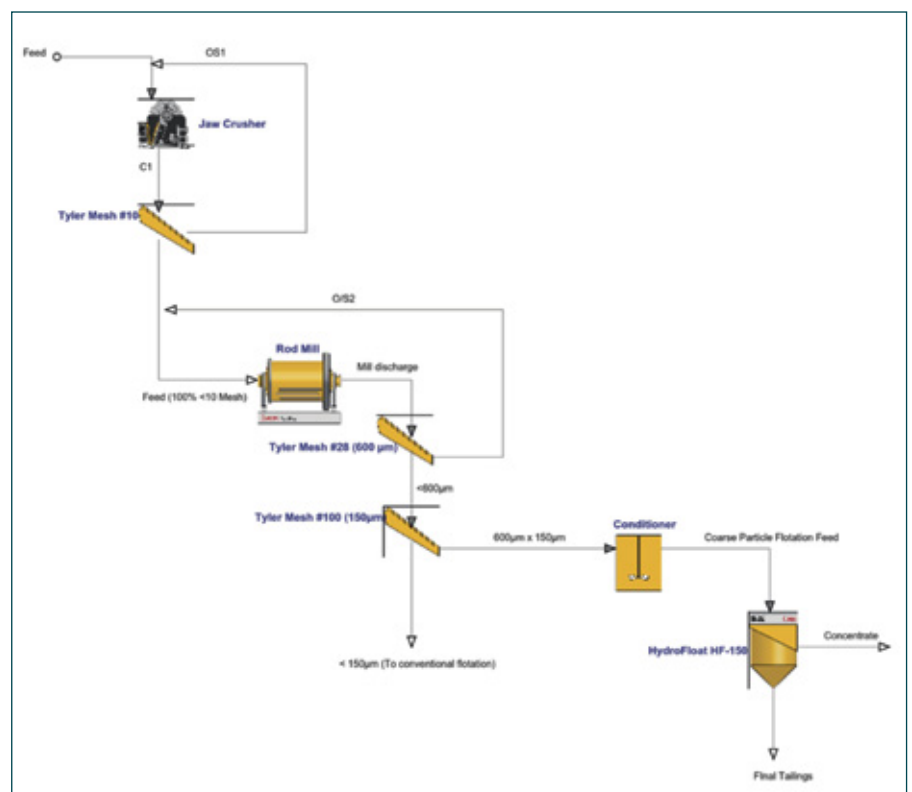 Feed
OS1
Jaw Crusher
C1
Tyler Mesh #10
O/S2
Rod Mill
Mill discharge
Feed (100% <10 Mesh)
Tyler Mesh #28 (600 µm)
<600µm
Tyler Mesh #100 (150µm
600µm x 150µm
Conditioner
Coarse Particle Flotation Feed
HydroFloat HF-150
Concentrate
< 150µm (To conventional flotation)
Final Tailings